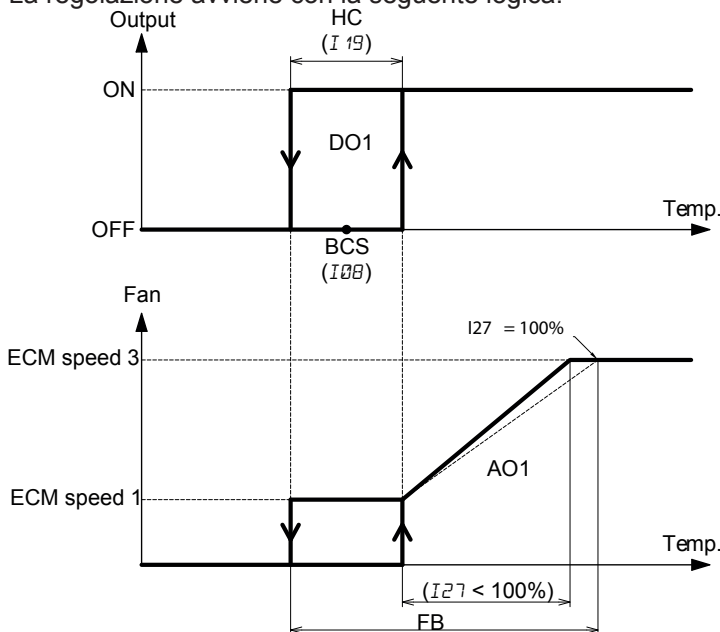 La regolazione avviene con la seguente logica:
Output
HC
(I19)
ON
DO1
Temp.
OFF
BCS
(I08)
Fan
I27 = 100%
ECM speed 3
AO1
ECM speed 1
Temp.
(I27 < 100%)
FB